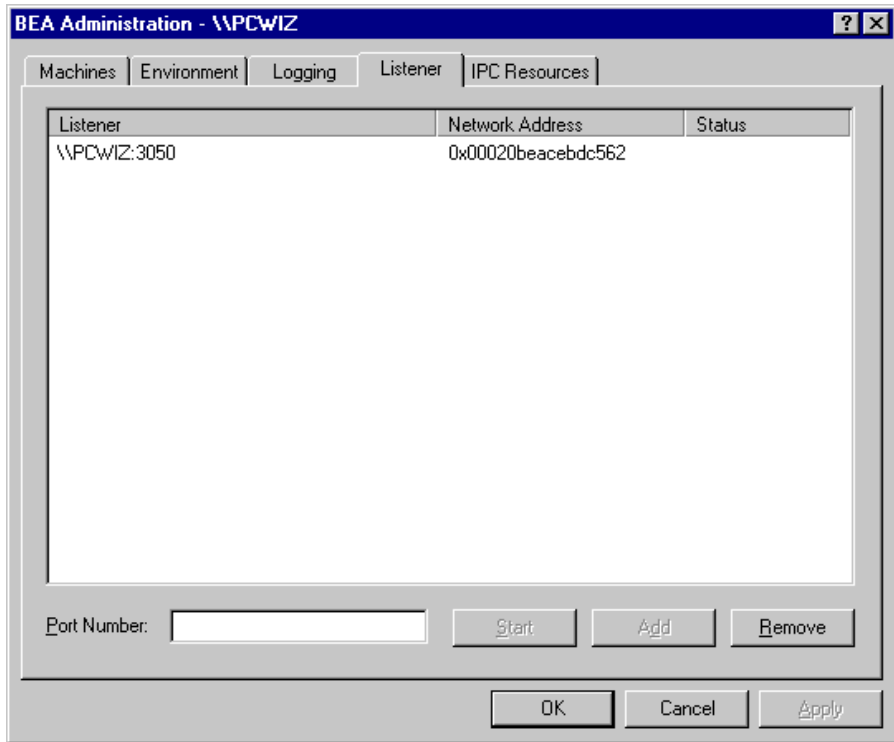 BEA Administration - \\PCWIZ
Machines Environment Logging Listener IPC Resources
Listener Network Address Status
\\PCWIZ:3050 0x00020beacebdc562
Port Number: Start Add Remove
OK Cancel Apply